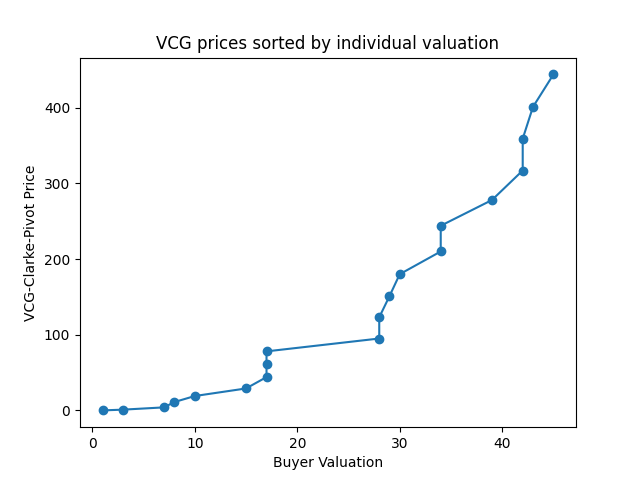 VCG prices sorted by individual valuation
VCG-Clarke-Pivot Price
400
300
200
100
0
0 10 20 30 40
Buyer Valuation